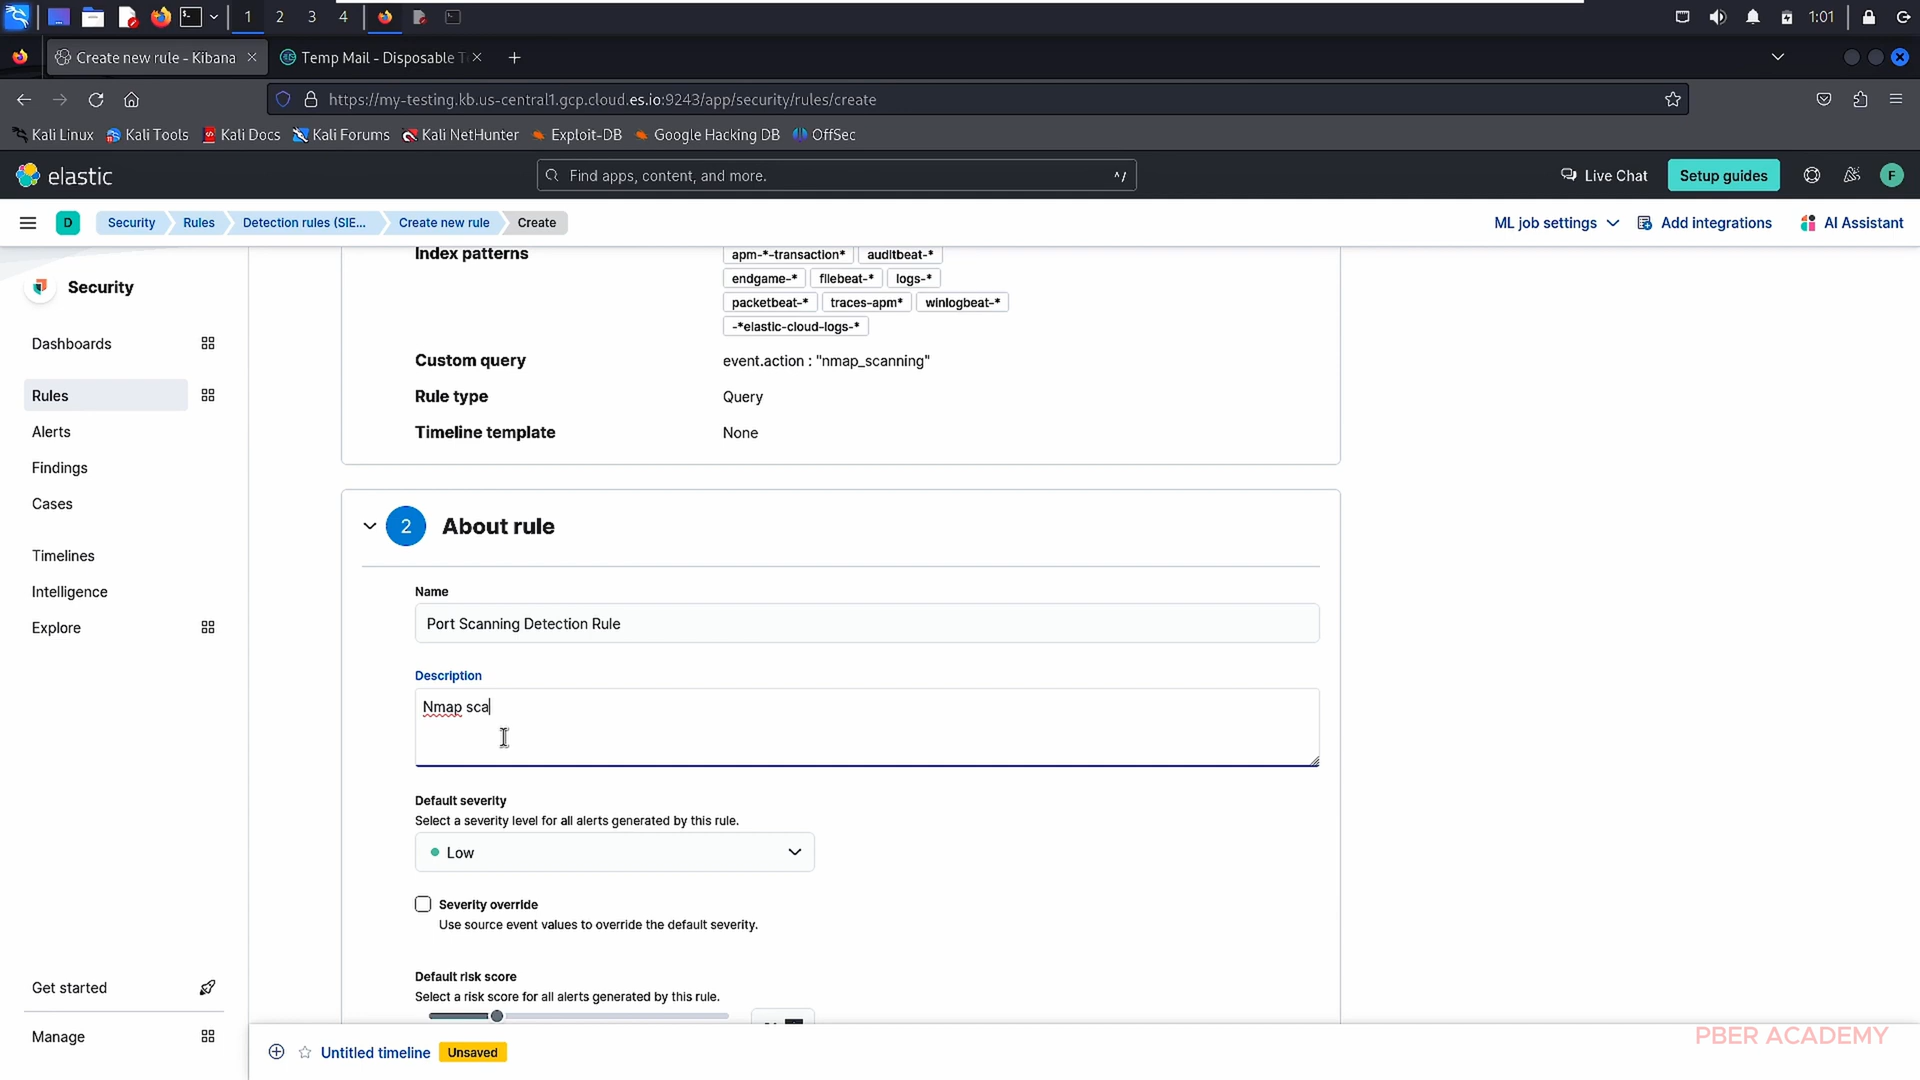 1 2 3 4 1:01
Create new rule - Kibana Temp Mail - Disposable T
https://my-testing.kb.us-central1.gcp.cloud.es.io:9243/app/security/rules/create
Kali Linux Kali Tools Kali Docs Kali Forums Kali NetHunter Exploit-DB Google Hacking DB OffSec
elastic Find apps, content, and more. ^/ Live Chat Setup guides F
D Security Rules Detection rules (SIE... Create new rule Create ML job settings Add integrations AI Assistant
Security
Dashboards
Rules
Alerts
Findings
Cases
Timelines
Intelligence
Explore
Get started
Manage
Index patterns apm-*-transaction* auditbeat-*
endgame-* filebeat-* logs-*
packetbeat-* traces-apm* winlogbeat-*
-*elastic-cloud-logs-*
Custom query event.action : "nmap_scanning"
Rule type Query
Timeline template None
2 About rule
Name
Port Scanning Detection Rule
Description
Nmap sca
Default severity
Select a severity level for all alerts generated by this rule.
Low
Severity override
Use source event values to override the default severity.
Default risk score
Select a risk score for all alerts generated by this rule.
Untitled timeline Unsaved
PBER ACADEMY